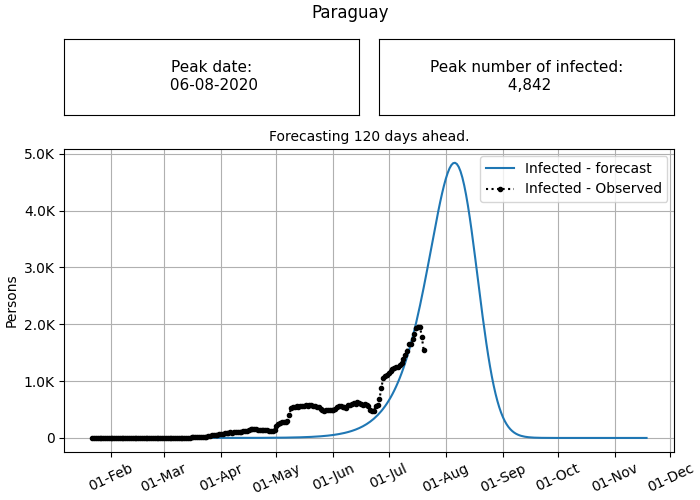 Paraguay
Peak date:
06-08-2020
Peak number of infected:
4,842
Forecasting 120 days ahead.
Infected - forecast
Infected - Observed
Persons
5.0K
4.0K
3.0K
2.0K
1.0K
0
01-Feb
01-Mar
01-Apr
01-May
01-Jun
01-Jul
01-Aug
01-Sep
01-Oct
01-Nov
01-Dec